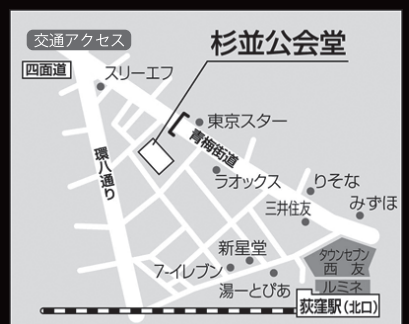 交通アクセス
杉並公会堂
四面道
スリーエフ
東京スター
青梅街道
環八通り
ラオックス
りそな
三井住友
みずほ
新星堂
7-イレブン
湯ーとぴあ
タウンセブン
西友
ルミネ
荻窪駅(北口)